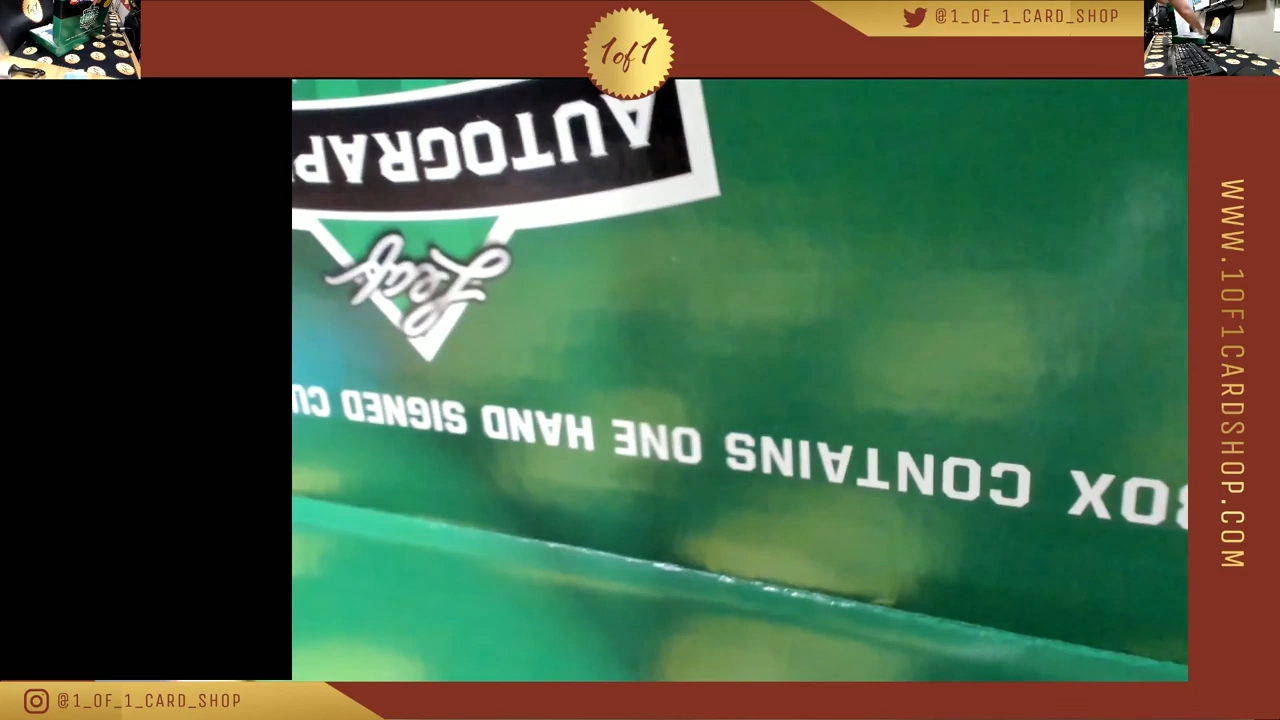 1of1
@1_OF_1_CARD_SHOP
AUTOGRAP
Leaf
BOX CONTAINS ONE HAND SIGNED CU
WWW.1OF1CARDSHOP.COM
@1_OF_1_CARD_SHOP